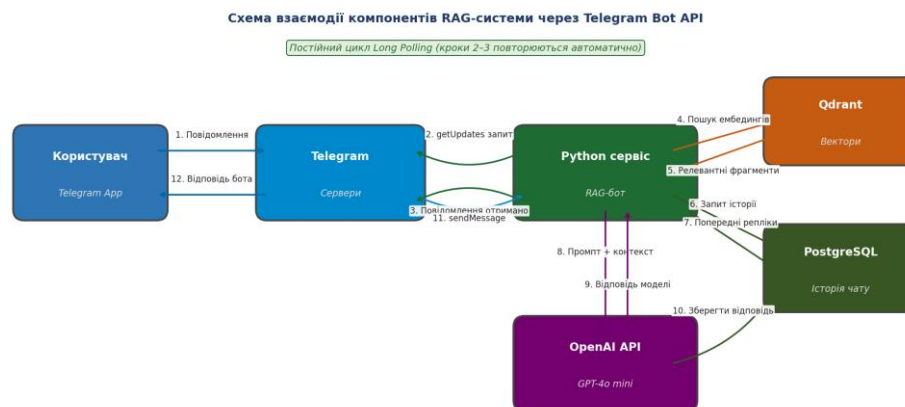 Схема взаємодії компонентів RAG-системи через Telegram Bot API
Постійний цикл Long Polling (кроки 2–3 повторюються автоматично)
Користувач
Telegram App
1. Повідомлення
12. Відповідь бота
Telegram
Сервери
2. getUpdates запит
3. Повідомлення отримано
11. sendMessage
Python сервіс
RAG-бот
4. Пошук ембедингів
5. Релевантні фрагменти
Qdrant
Вектори
6. Запит історії
7. Попередні репліки
PostgreSQL
Історія чату
8. Промпт + контекст
9. Відповідь моделі
10. Зберегти відповідь
OpenAI API
GPT-4o mini